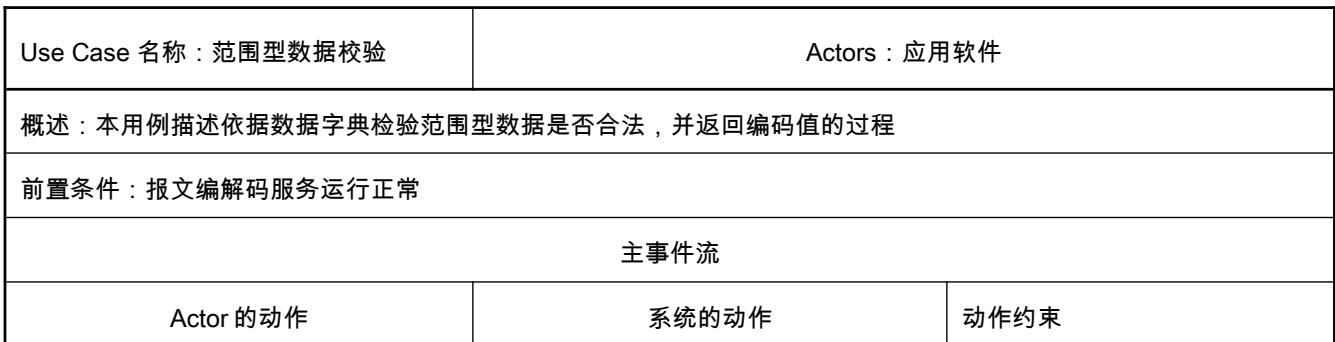 Use Case 名称：范围型数据校验
Actors：应用软件
概述：本用例描述依据数据字典检验范围型数据是否合法，并返回编码值的过程
前置条件：报文编解码服务运行正常
主事件流
Actor 的动作
系统的动作
动作约束